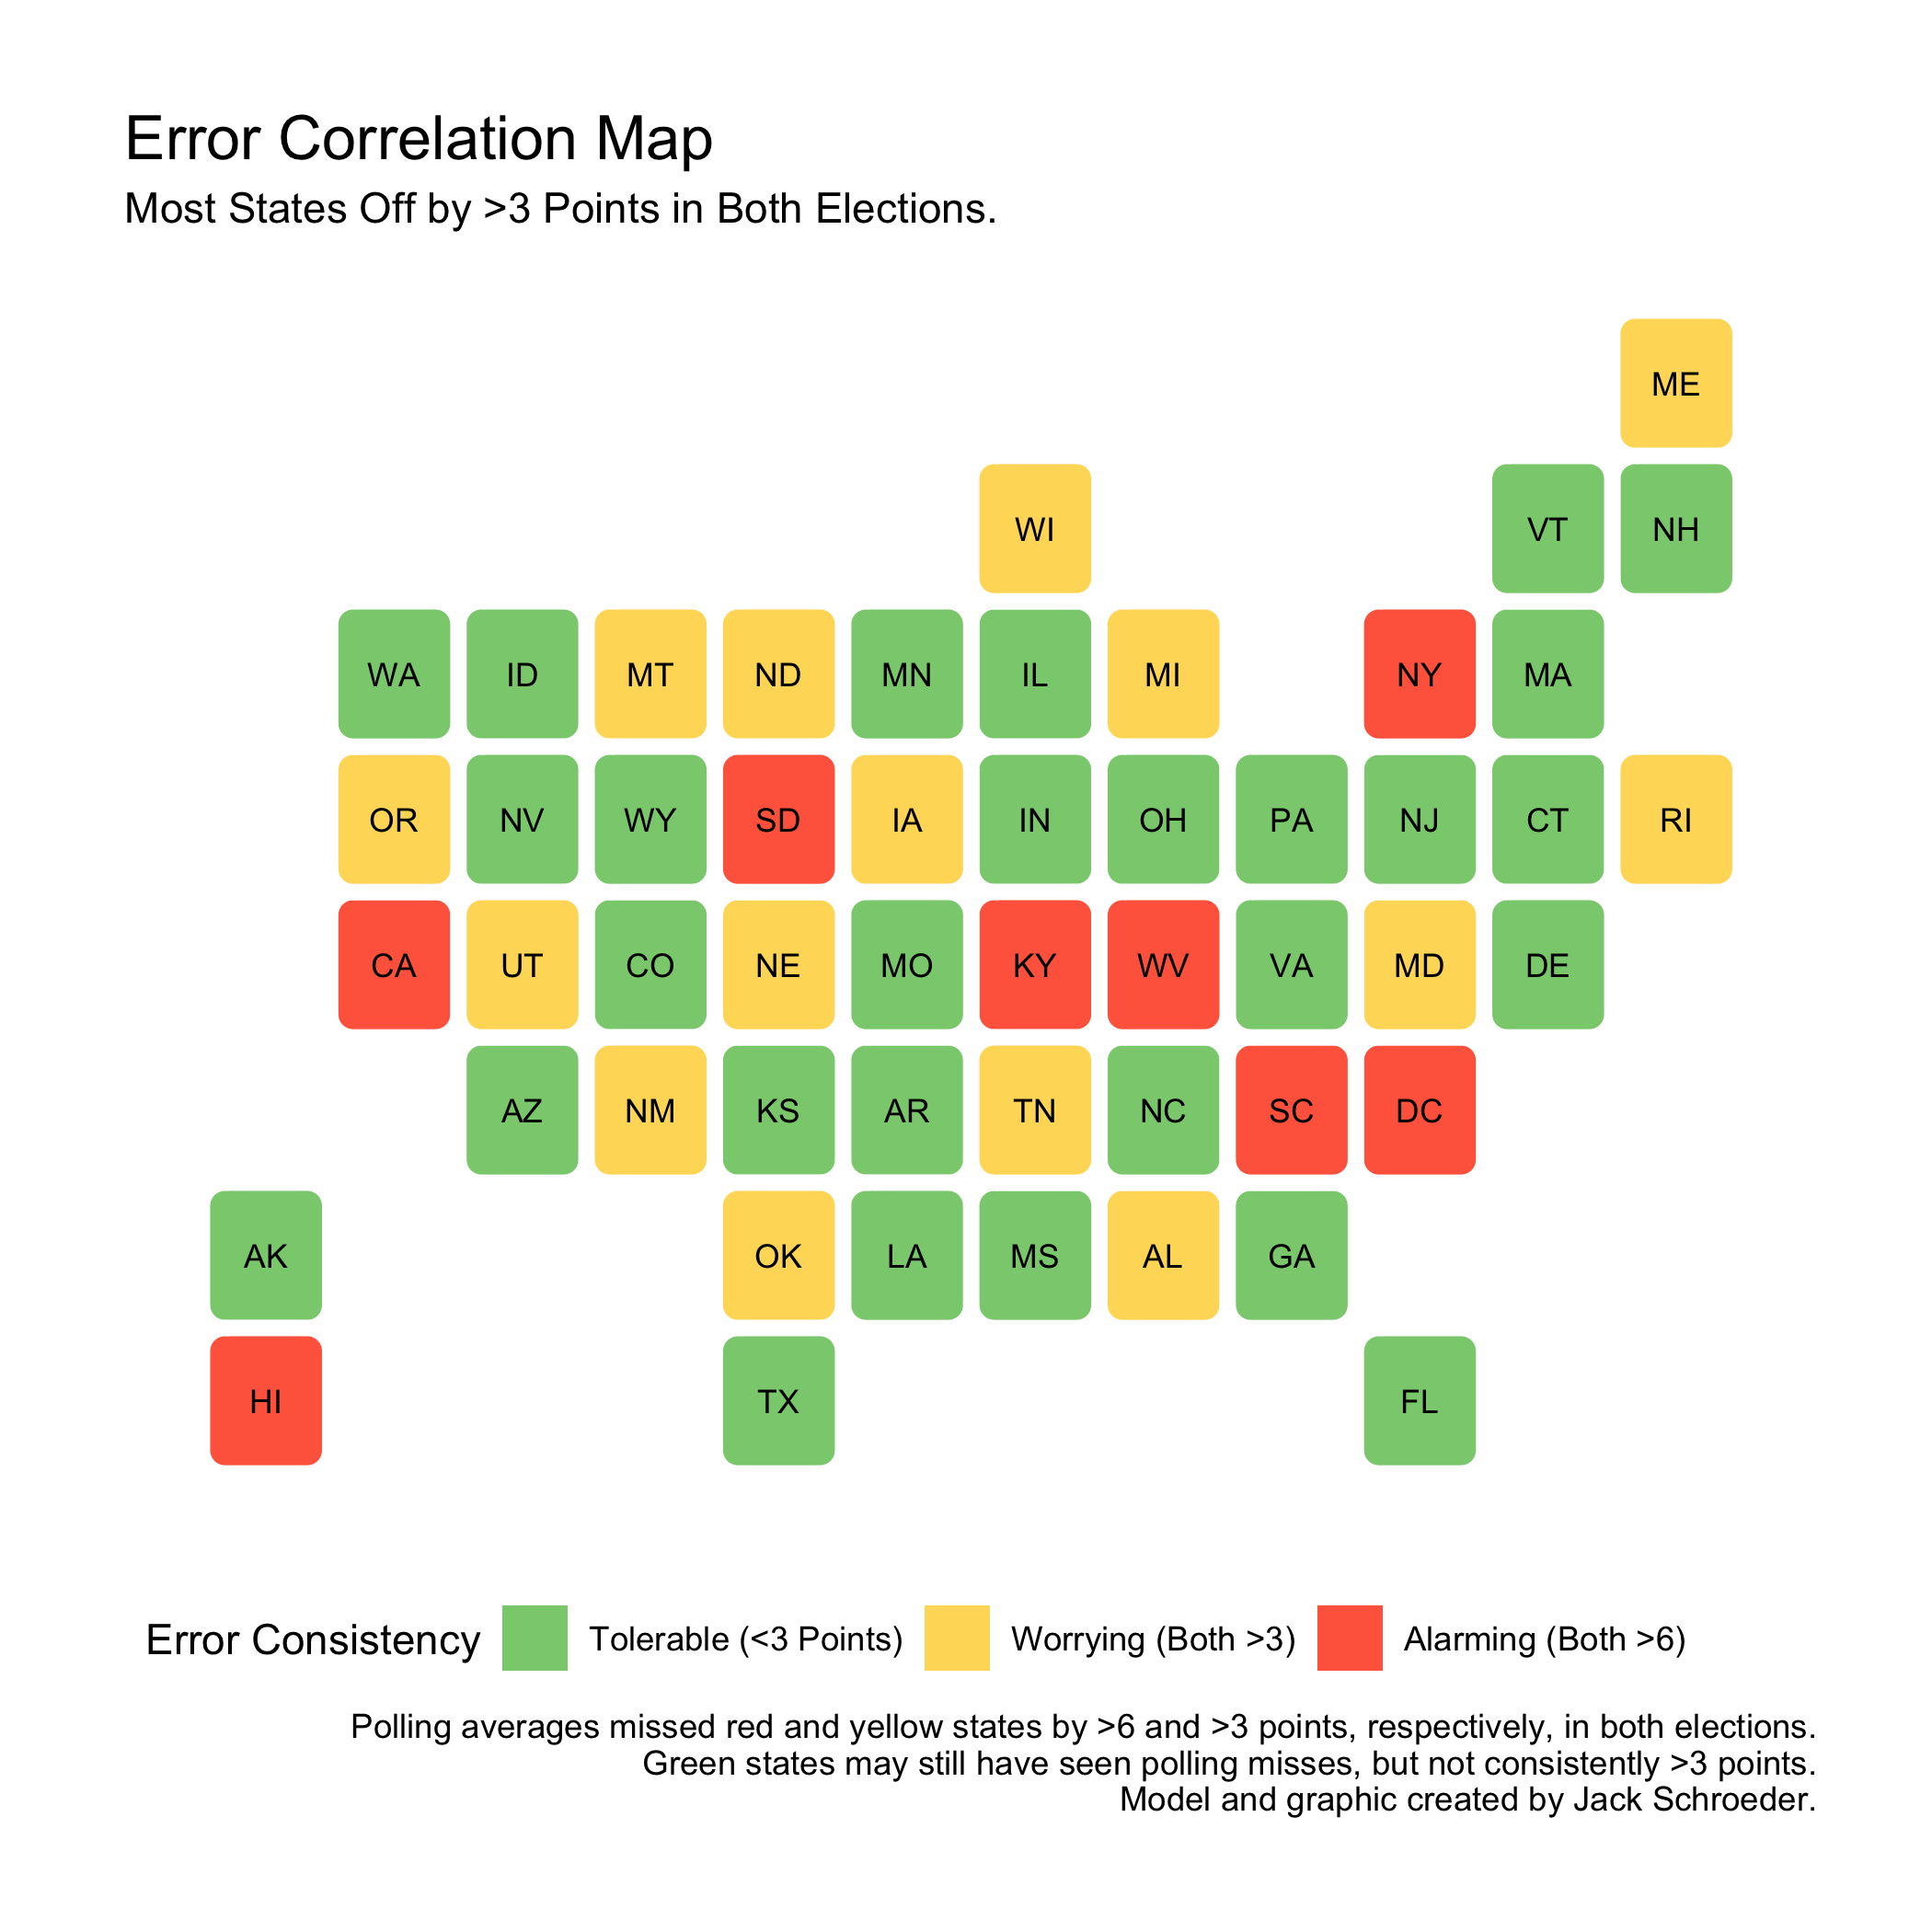 Error Correlation Map
Most States Off by >3 Points in Both Elections.
ME
WI VT NH
WA ID MT ND MN IL MI NY MA
OR NV WY SD IA IN OH PA NJ CT RI
CA UT CO NE MO KY WV VA MD DE
AZ NM KS AR TN NC SC DC
AK OK LA MS AL GA
HI TX FL
Error Consistency Tolerable (<3 Points) Worrying (Both >3) Alarming (Both >6)
Polling averages missed red and yellow states by >6 and >3 points, respectively, in both elections.
Green states may still have seen polling misses, but not consistently >3 points.
Model and graphic created by Jack Schroeder.